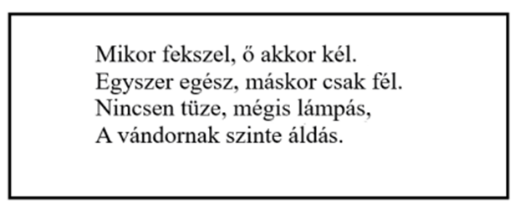 Mikor fekszel, ő akkor kél.
Egyszer egész, máskor csak fél.
Nincsen tüze, mégis lámpás,
A vándornak szinte áldás.